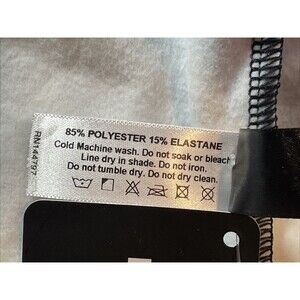 85% POLYESTER 15% ELASTANE
Cold Machine wash. Do not soak or bleach
Line dry in shade. Do not iron.
Do not tumble dry. Do not dry clean.
RN144797